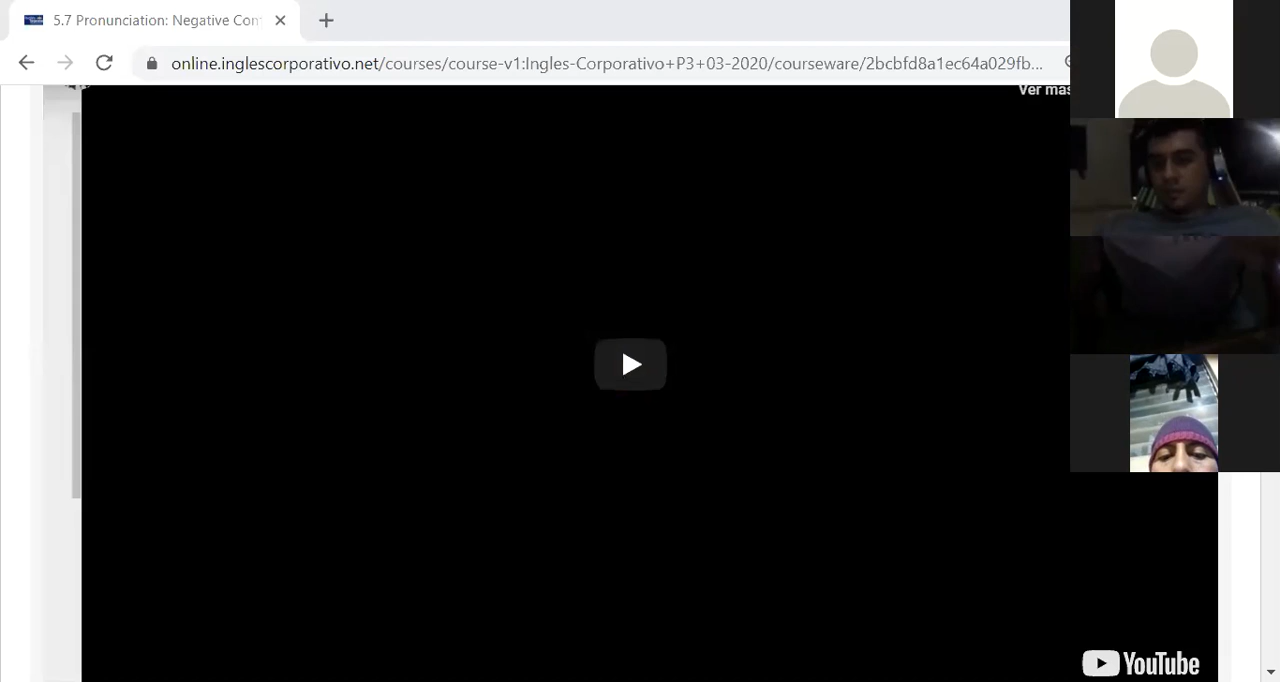 5.7 Pronunciation: Negative Con
online.inglescorporativo.net/courses/course-v1:Ingles-Corporativo+P3+03-2020/courseware/2bcbfd8a1ec64a029fb...
Ver más
YouTube